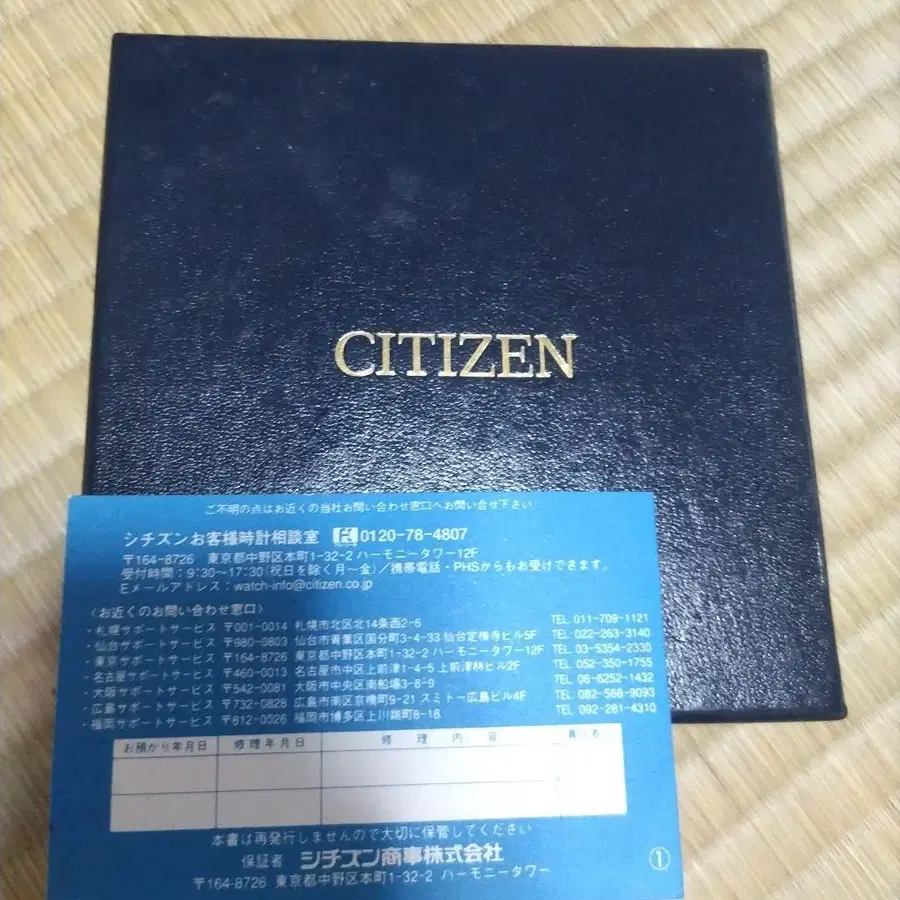 CITIZEN
ご不明の点はお近くの当社お問い合わせ窓口へお問い合せ下さい
シチズンお客様時計相談室 0120-78-4807
〒164-8726 東京都中野区本町1-32-2 ハーモニータワー12F
受付時間：9:30～17:30(祝日を除く月～金)／携帯電話・PHSからもお受けできます。
Eメールアドレス：watch-info@citizen.co.jp
〈お近くのお問い合わせ窓口〉
・札幌サポートサービス 〒001-0014 札幌市北区北14条西2-6 TEL 011-709-1121
・仙台サポートサービス 〒980-0803 仙台市青葉区国分町3-4-33 仙台定禅寺ビル5F TEL 022-263-3140
・東京サポートサービス 〒164-8726 東京都中野区本町1-32-2 ハーモニータワー12F TEL 03-5354-2330
・名古屋サポートサービス 〒460-0013 名古屋市中区上前津1-4-5 上前津林ビル2F TEL 052-350-1755
・大阪サポートサービス 〒542-0081 大阪市中央区南船場3-8-9 TEL 06-6252-1432
・広島サポートサービス 〒732-0828 広島市南区京橋町9-21 スミトー広島ビル4F TEL 082-568-9093
・福岡サポートサービス 〒812-0026 福岡市博多区上川端町8-18 TEL 092-281-4310
お預かり年月日 修理年月日 修理内容
本書は再発行しませんので大切に保管してください
保証者 シチズン商事株式会社 ①
〒164-8726 東京都中野区本町1-32-2 ハーモニータワー